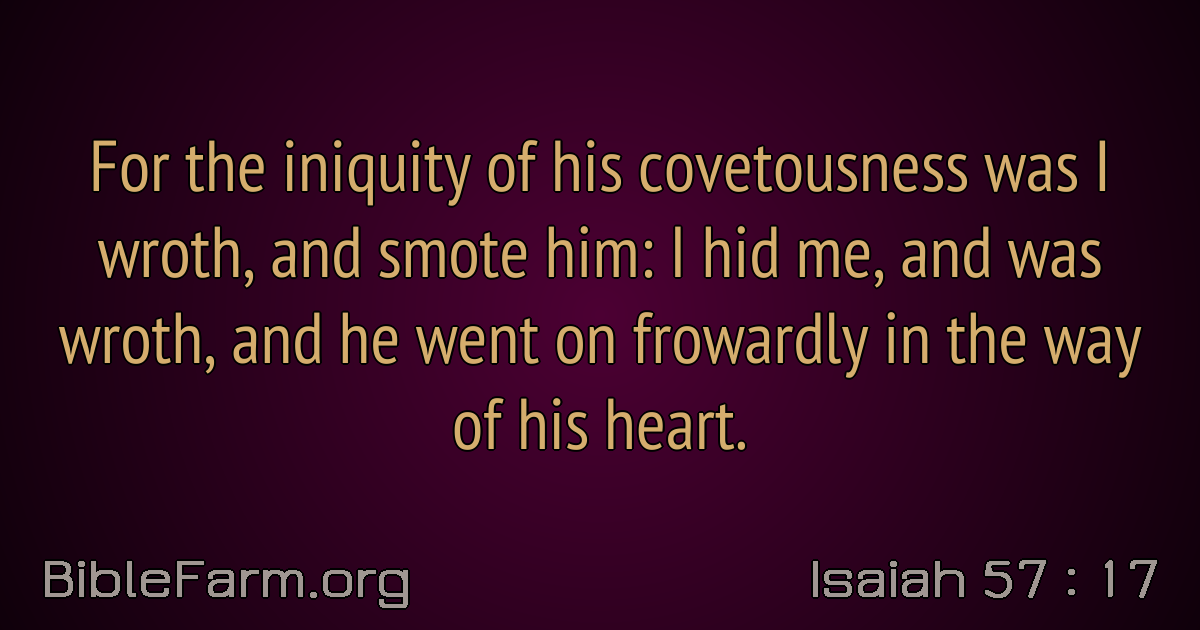 For the iniquity of his covetousness was I
wroth, and smote him: I hid me, and was
wroth, and he went on frowardly in the way
of his heart.
BibleFarm.org
Isaiah 57 : 17